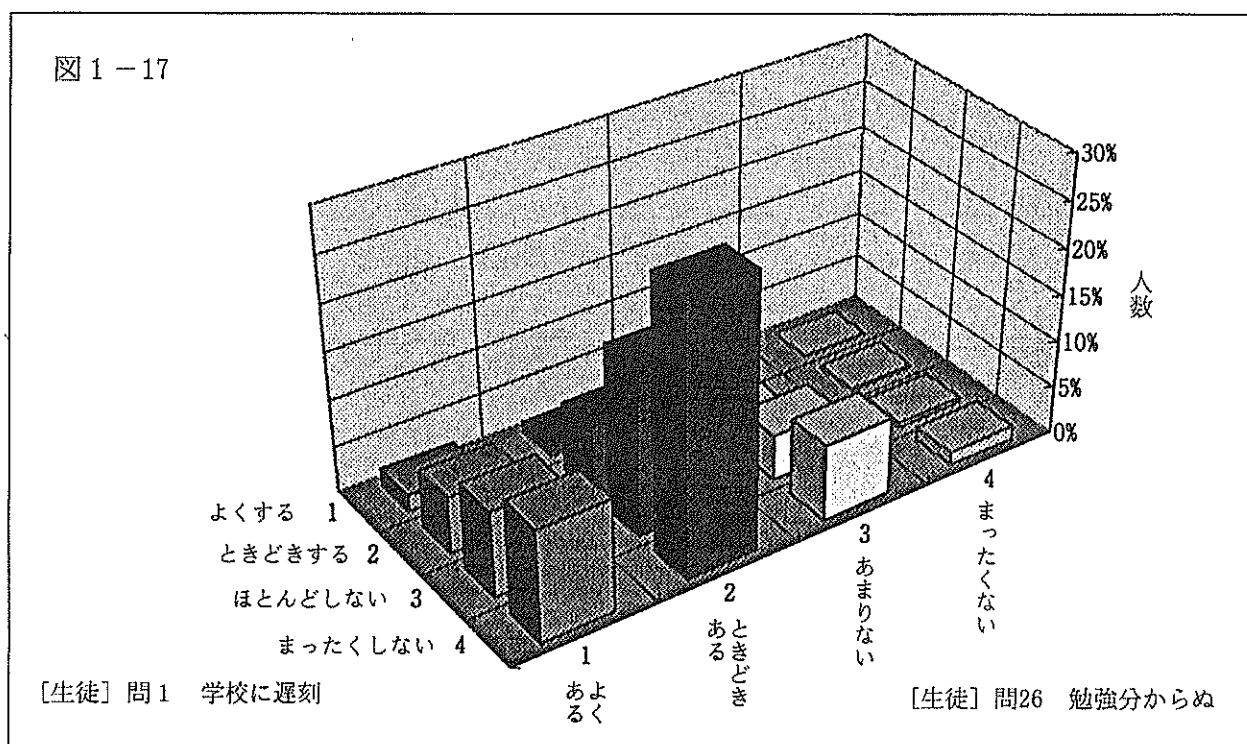 図1－17
30%
25%
20%
15%
10%
5%
0%
人数
よくする 1
ときどきする 2
ほとんどしない 3
まったくしない 4
1 よくある
2 ときどきある
3 あまりない
4 まったくない
[生徒] 問1 学校に遅刻
[生徒] 問26 勉強分からぬ